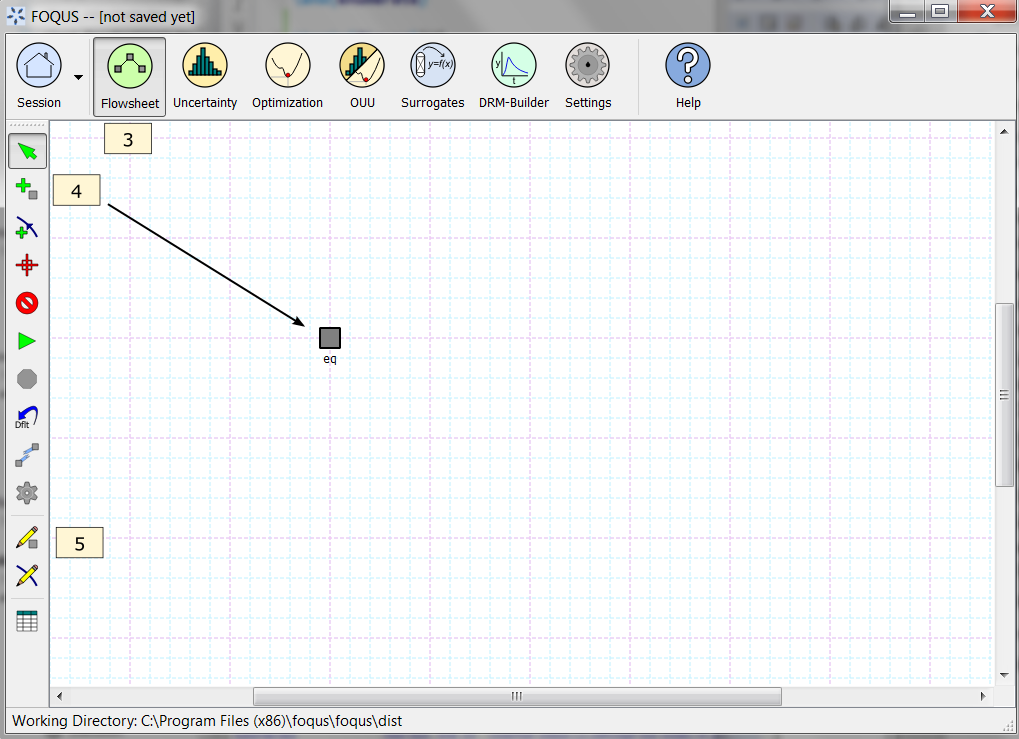 FOQUS -- [not saved yet]
Session
Flowsheet
Uncertainty
Optimization
OUU
y=f(x)
Surrogates
y
t
DRM-Builder
Settings
?
Help
3
4
eq
Dflt
5
Working Directory: C:\Program Files (x86)\foqus\foqus\dist